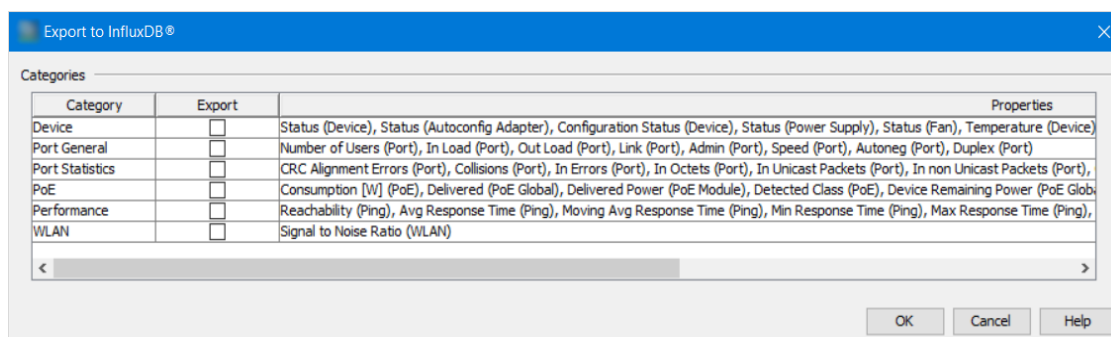 Export to InfluxDB®
Categories
Category Export Properties
Device Status (Device), Status (Autoconfig Adapter), Configuration Status (Device), Status (Power Supply), Status (Fan), Temperature (Device)
Port General Number of Users (Port), In Load (Port), Out Load (Port), Link (Port), Admin (Port), Speed (Port), Autoneg (Port), Duplex (Port)
Port Statistics CRC Alignment Errors (Port), Collisions (Port), In Errors (Port), In Octets (Port), In Unicast Packets (Port), In non Unicast Packets (Port),
PoE Consumption [W] (PoE), Delivered (PoE Global), Delivered Power (PoE Module), Detected Class (PoE), Device Remaining Power (PoE
Performance Reachability (Ping), Avg Response Time (Ping), Moving Avg Response Time (Ping), Min Response Time (Ping), Max Response Time (Ping),
WLAN Signal to Noise Ratio (WLAN)
OK Cancel Help